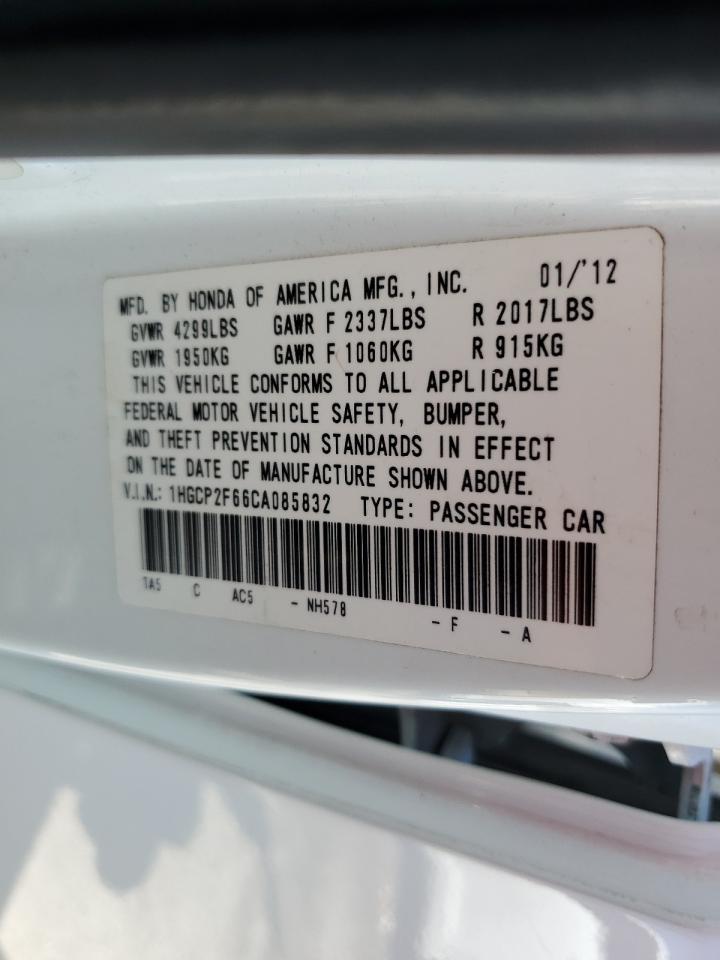 MFD. BY HONDA OF AMERICA MFG., INC. 01/'12
GVWR 4299LBS GAWR F 2337LBS R 2017LBS
GVWR 1950KG GAWR F 1060KG R 915KG
THIS VEHICLE CONFORMS TO ALL APPLICABLE
FEDERAL MOTOR VEHICLE SAFETY, BUMPER,
AND THEFT PREVENTION STANDARDS IN EFFECT
ON THE DATE OF MANUFACTURE SHOWN ABOVE.
V.I.N.: 1HGCP2F66CA085832 TYPE: PASSENGER CAR
TA5 C AC5 - NH578 - F - A